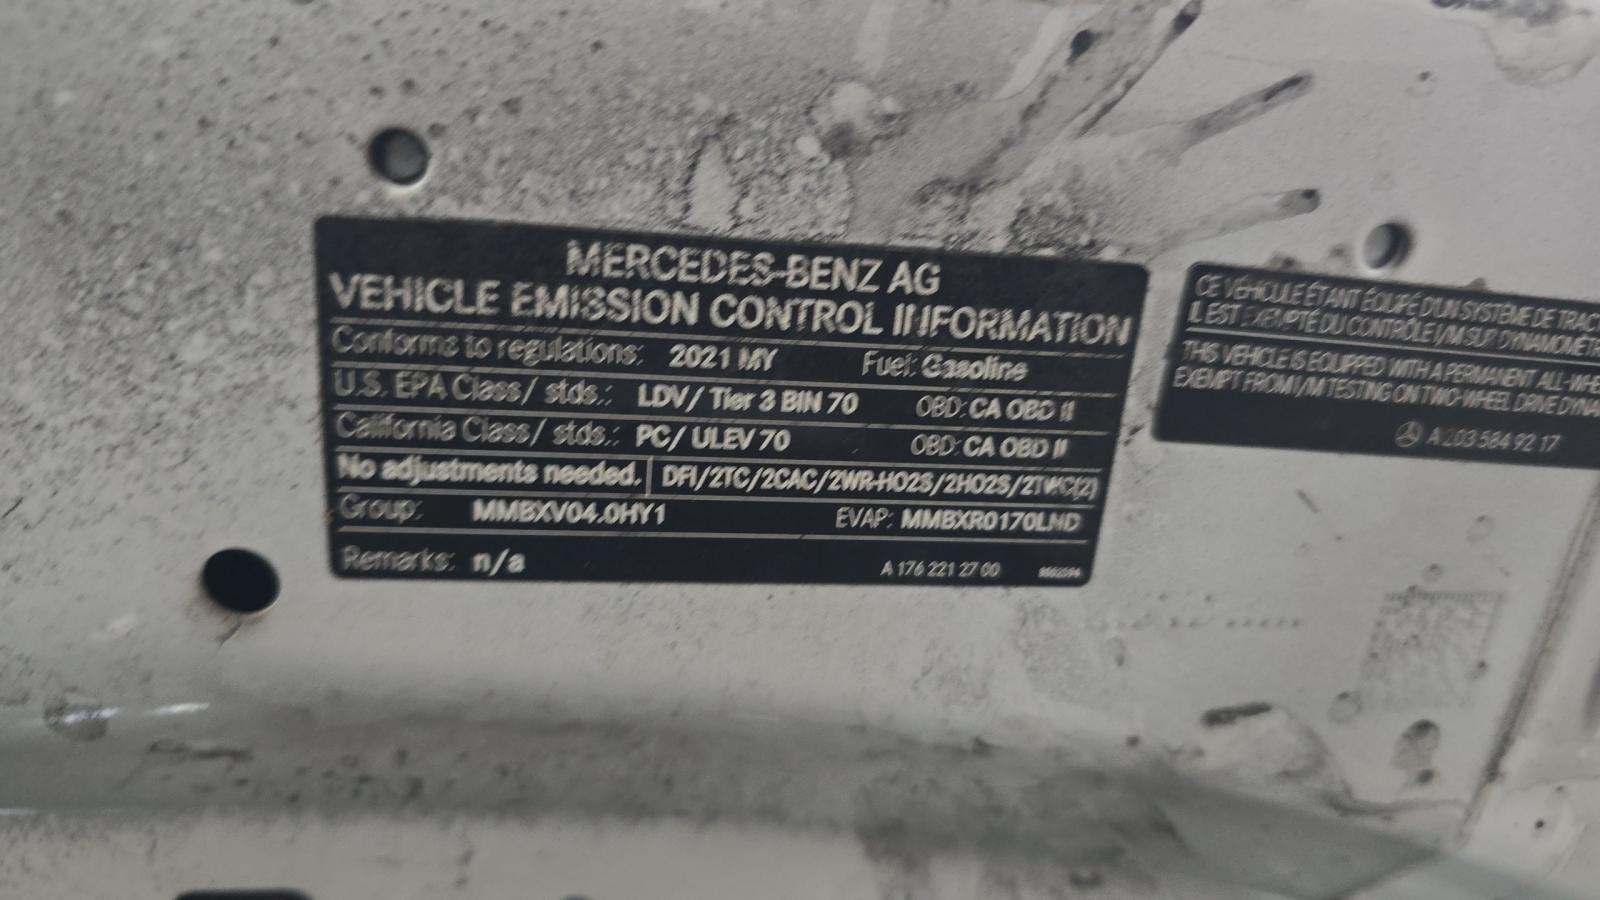 MERCEDES-BENZ AG
VEHICLE EMISSION CONTROL INFORMATION
Conforms to regulations: 2021 MY Fuel: Gasoline
U.S. EPA Class/ stds.: LDV/ Tier 3 BIN 70 OBD: CA OBD II
California Class/ stds.: PC/ ULEV 70 OBD: CA OBD II
No adjustments needed. DFI/2TC/2CAC/2WR-HO2S/2HO2S/2TWC(2)
Group: MMBXV04.0HY1 EVAP: MMBXR0170LND
Remarks: n/a
A 176 221 27 00
CE VÉHICULE ÉTANT ÉQUIPÉ D'UN SYSTÈME DE TRACT
IL EST EXEMPTÉ DU CONTRÔLE I/M SUR DYNAMOMÉTR
THIS VEHICLE IS EQUIPPED WITH A PERMANENT ALL-WHE
EXEMPT FROM I/M TESTING ON TWO-WHEEL DRIVE DYNA
A 203 584 92 17